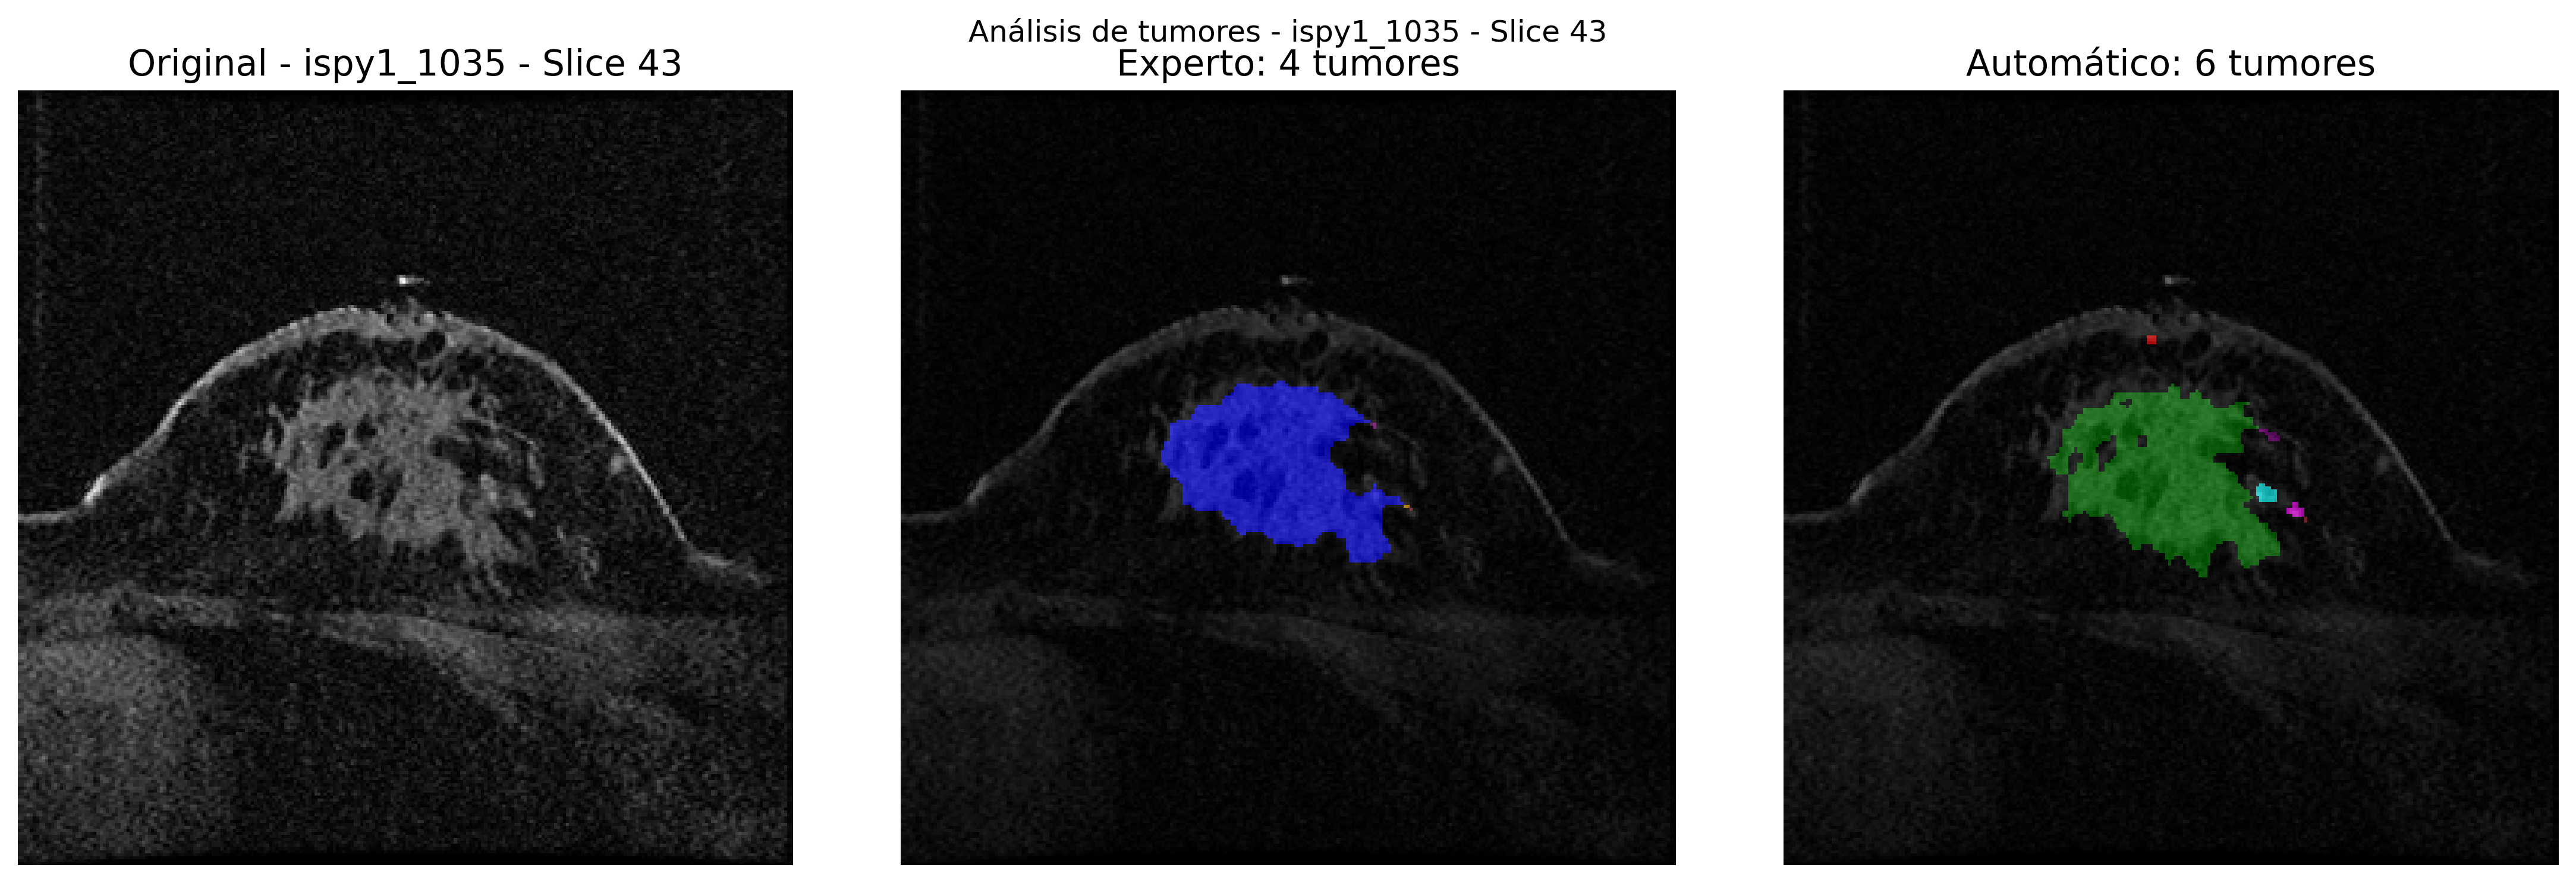 Análisis de tumores - ispy1_1035 - Slice 43
Original - ispy1_1035 - Slice 43
Experto: 4 tumores
Automático: 6 tumores